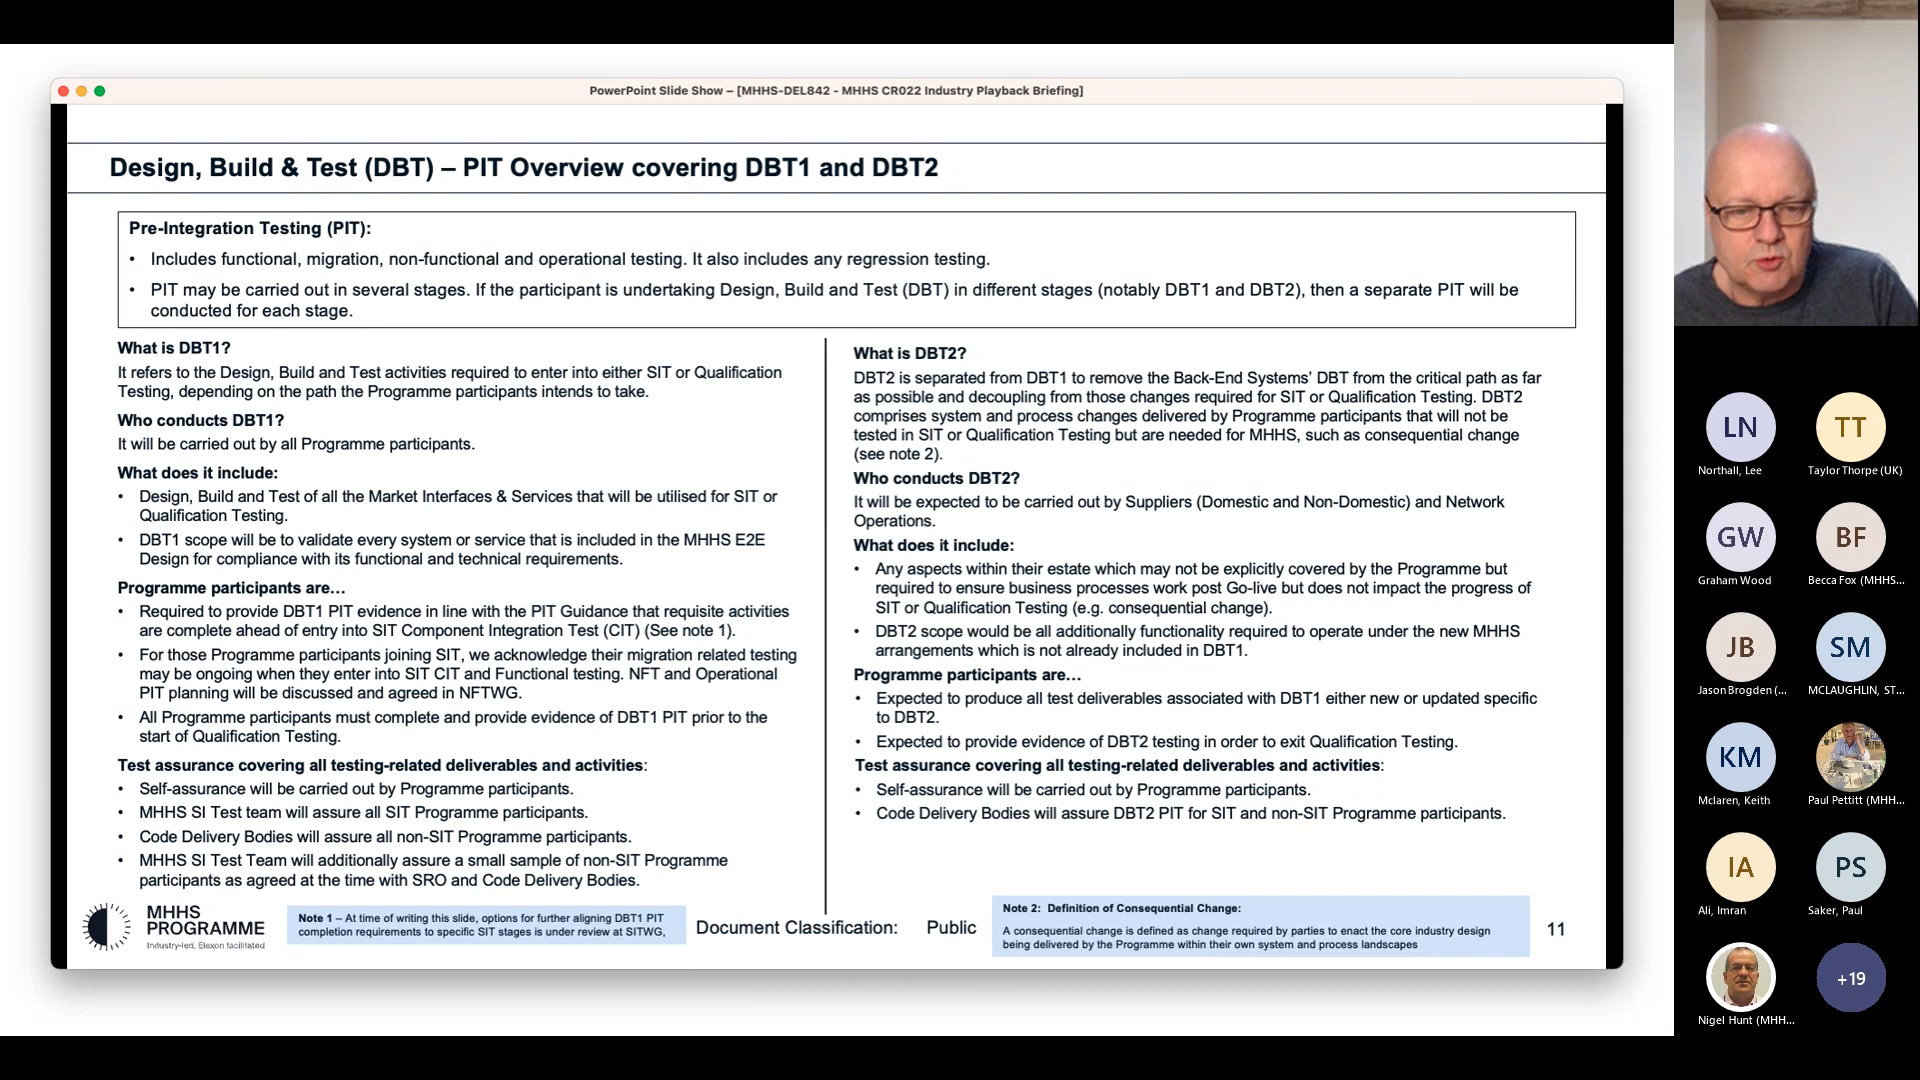 PowerPoint Slide Show – [MHHS-DEL842 - MHHS CR022 Industry Playback Briefing]
Design, Build & Test (DBT) – PIT Overview covering DBT1 and DBT2
Pre-Integration Testing (PIT):
• Includes functional, migration, non-functional and operational testing. It also includes any regression testing.
• PIT may be carried out in several stages. If the participant is undertaking Design, Build and Test (DBT) in different stages (notably DBT1 and DBT2), then a separate PIT will be
conducted for each stage.
What is DBT1?
It refers to the Design, Build and Test activities required to enter into either SIT or Qualification
Testing, depending on the path the Programme participants intends to take.
Who conducts DBT1?
It will be carried out by all Programme participants.
What does it include:
• Design, Build and Test of all the Market Interfaces & Services that will be utilised for SIT or
Qualification Testing.
• DBT1 scope will be to validate every system or service that is included in the MHHS E2E
Design for compliance with its functional and technical requirements.
Programme participants are…
• Required to provide DBT1 PIT evidence in line with the PIT Guidance that requisite activities
are complete ahead of entry into SIT Component Integration Test (CIT) (See note 1).
• For those Programme participants joining SIT, we acknowledge their migration related testing
may be ongoing when they enter into SIT CIT and Functional testing. NFT and Operational
PIT planning will be discussed and agreed in NFTWG.
• All Programme participants must complete and provide evidence of DBT1 PIT prior to the
start of Qualification Testing.
Test assurance covering all testing-related deliverables and activities:
• Self-assurance will be carried out by Programme participants.
• MHHS SI Test team will assure all SIT Programme participants.
• Code Delivery Bodies will assure all non-SIT Programme participants.
• MHHS SI Test Team will additionally assure a small sample of non-SIT Programme
participants as agreed at the time with SRO and Code Delivery Bodies.
What is DBT2?
DBT2 is separated from DBT1 to remove the Back-End Systems’ DBT from the critical path as far
as possible and decoupling from those changes required for SIT or Qualification Testing. DBT2
comprises system and process changes delivered by Programme participants that will not be
tested in SIT or Qualification Testing but are needed for MHHS, such as consequential change
(see note 2).
Who conducts DBT2?
It will be expected to be carried out by Suppliers (Domestic and Non-Domestic) and Network
Operations.
What does it include:
• Any aspects within their estate which may not be explicitly covered by the Programme but
required to ensure business processes work post Go-live but does not impact the progress of
SIT or Qualification Testing (e.g. consequential change).
• DBT2 scope would be all additionally functionality required to operate under the new MHHS
arrangements which is not already included in DBT1.
Programme participants are…
• Expected to produce all test deliverables associated with DBT1 either new or updated specific
to DBT2.
• Expected to provide evidence of DBT2 testing in order to exit Qualification Testing.
Test assurance covering all testing-related deliverables and activities:
• Self-assurance will be carried out by Programme participants.
• Code Delivery Bodies will assure DBT2 PIT for SIT and non-SIT Programme participants.
MHHS
PROGRAMME
Industry-led, Elexon facilitated
Note 1 – At time of writing this slide, options for further aligning DBT1 PIT
completion requirements to specific SIT stages is under review at SITWG,
Document Classification: Public
Note 2: Definition of Consequential Change:
A consequential change is defined as change required by parties to enact the core industry design
being delivered by the Programme within their own system and process landscapes
11
LN
Northall, Lee
TT
Taylor Thorpe (UK)
GW
Graham Wood
BF
Becca Fox (MHHS...
JB
Jason Brogden (...
SM
MCLAUGHLIN, ST...
KM
Mclaren, Keith
Paul Pettitt (MHH...
IA
Ali, Imran
PS
Saker, Paul
Nigel Hunt (MHH...
+19